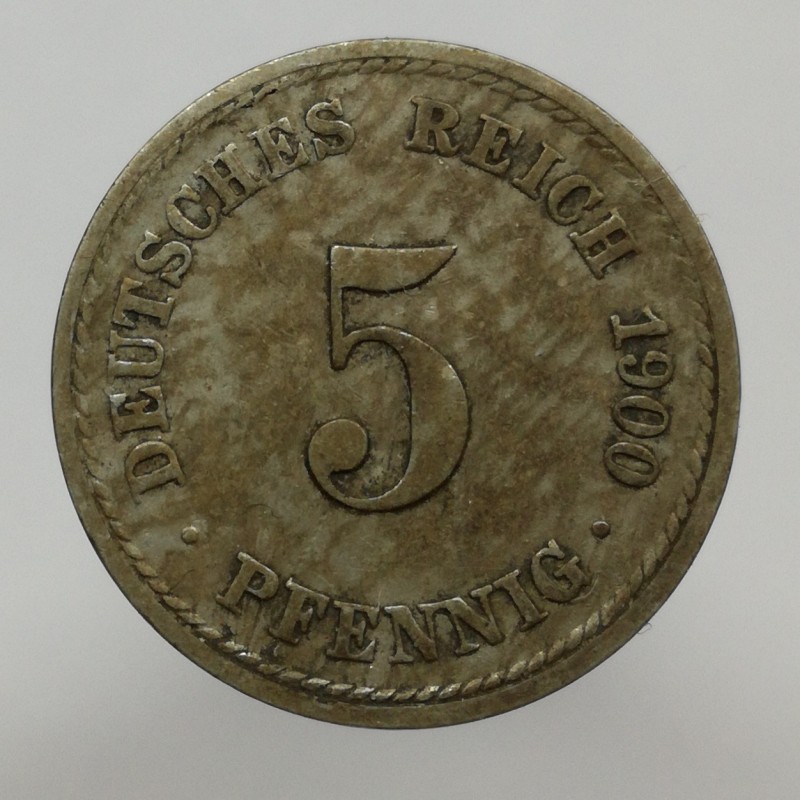 DEUTSCHES REICH 1900
5
· PFENNIG ·